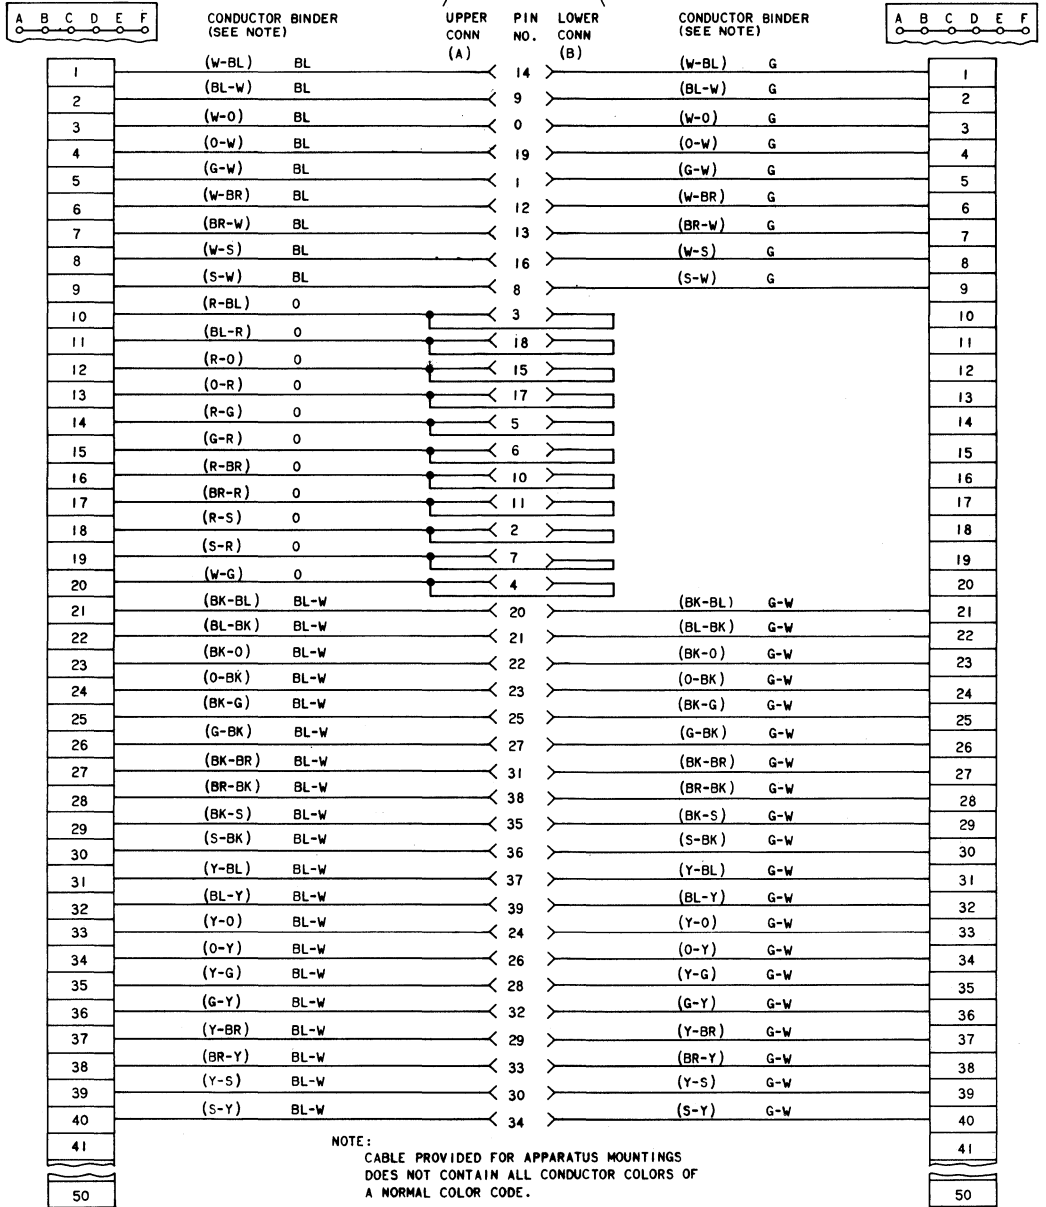 A B C D E F CONDUCTOR BINDER UPPER PIN LOWER CONDUCTOR BINDER A B C D E F
(SEE NOTE) CONN NO. CONN (SEE NOTE)
(A) (B)
1 (W-BL) BL 14 (W-BL) G 1
2 (BL-W) BL 9 (BL-W) G 2
3 (W-O) BL 0 (W-O) G 3
4 (O-W) BL 19 (O-W) G 4
5 (G-W) BL 1 (G-W) G 5
6 (W-BR) BL 12 (W-BR) G 6
7 (BR-W) BL 13 (BR-W) G 7
8 (W-S) BL 16 (W-S) G 8
9 (S-W) BL 8 (S-W) G 9
10 (R-BL) O 3 10
11 (BL-R) O 18 11
12 (R-O) O 15 12
13 (O-R) O 17 13
14 (R-G) O 5 14
15 (G-R) O 6 15
16 (R-BR) O 10 16
17 (BR-R) O 11 17
18 (R-S) O 2 18
19 (S-R) O 7 19
20 (W-G) O 4 20
21 (BK-BL) BL-W 20 (BK-BL) G-W 21
22 (BL-BK) BL-W 21 (BL-BK) G-W 22
23 (BK-O) BL-W 22 (BK-O) G-W 23
24 (O-BK) BL-W 23 (O-BK) G-W 24
25 (BK-G) BL-W 25 (BK-G) G-W 25
26 (G-BK) BL-W 27 (G-BK) G-W 26
27 (BK-BR) BL-W 31 (BK-BR) G-W 27
28 (BR-BK) BL-W 38 (BR-BK) G-W 28
29 (BK-S) BL-W 35 (BK-S) G-W 29
30 (S-BK) BL-W 36 (S-BK) G-W 30
31 (Y-BL) BL-W 37 (Y-BL) G-W 31
32 (BL-Y) BL-W 39 (BL-Y) G-W 32
33 (Y-O) BL-W 24 (Y-O) G-W 33
34 (O-Y) BL-W 26 (O-Y) G-W 34
35 (Y-G) BL-W 28 (Y-G) G-W 35
36 (G-Y) BL-W 32 (G-Y) G-W 36
37 (Y-BR) BL-W 29 (Y-BR) G-W 37
38 (BR-Y) BL-W 33 (BR-Y) G-W 38
39 (Y-S) BL-W 30 (Y-S) G-W 39
40 (S-Y) BL-W 34 (S-Y) G-W 40
41 NOTE: 41
CABLE PROVIDED FOR APPARATUS MOUNTINGS
DOES NOT CONTAIN ALL CONDUCTOR COLORS OF
50 A NORMAL COLOR CODE. 50